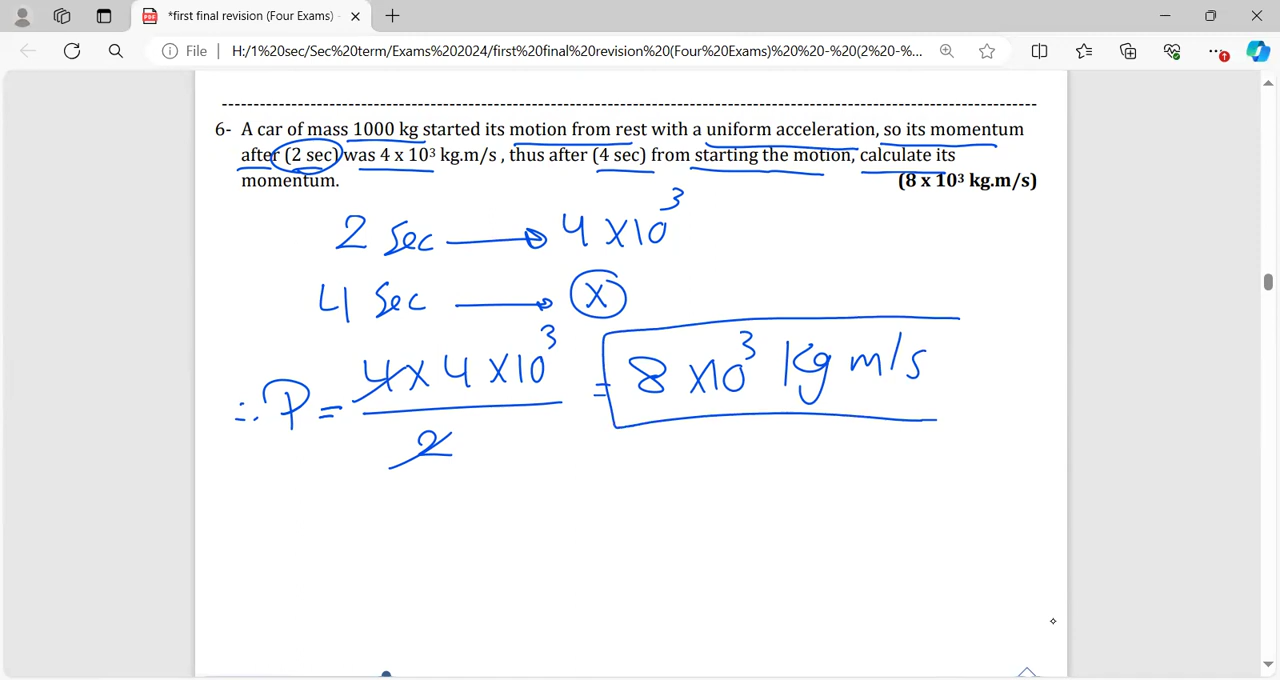 *first final revision (Four Exams) -
File
H:/1%20sec/Sec%20term/Exams%202024/first%20final%20revision%20(Four%20Exams)%20%20-%20(2%20-%...
6- A car of mass 1000 kg started its motion from rest with a uniform acceleration, so its momentum
after (2 sec) was 4 x 10³ kg.m/s , thus after (4 sec) from starting the motion, calculate its
momentum. (8 x 10³ kg.m/s)
2 Sec → 4 X10³
4 Sec → X
∴ P = 4 X 4 X10³ / 2 = 8 X10³ Kg m/s